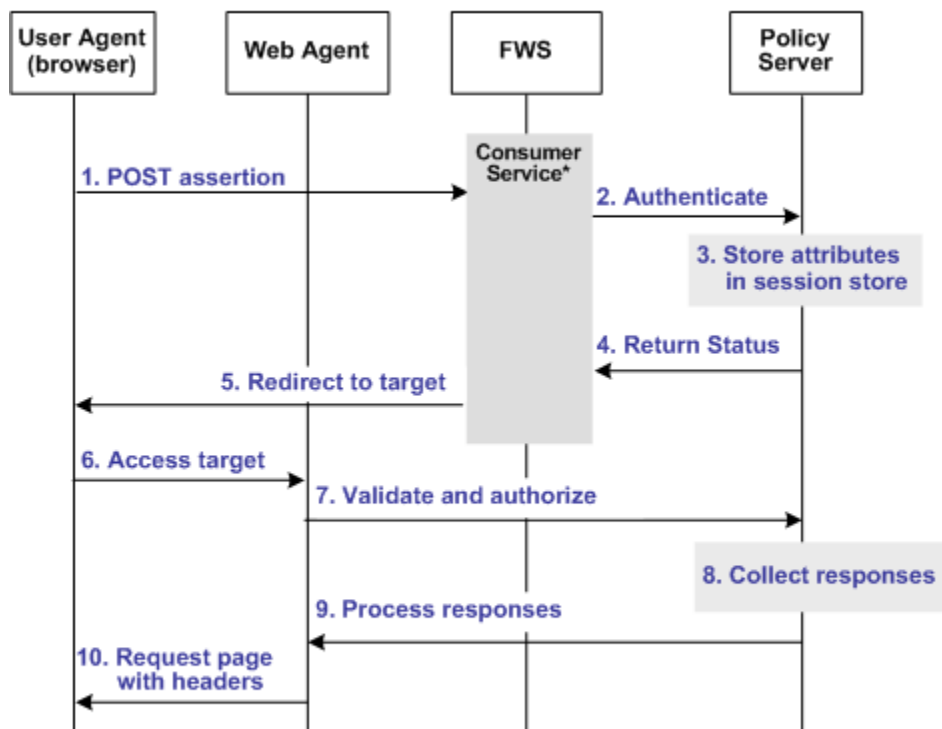 User Agent
(browser)
Web Agent
FWS
Policy
Server
Consumer
Service*
1. POST assertion
2. Authenticate
3. Store attributes
in session store
4. Return Status
5. Redirect to target
6. Access target
7. Validate and authorize
8. Collect responses
9. Process responses
10. Request page
with headers